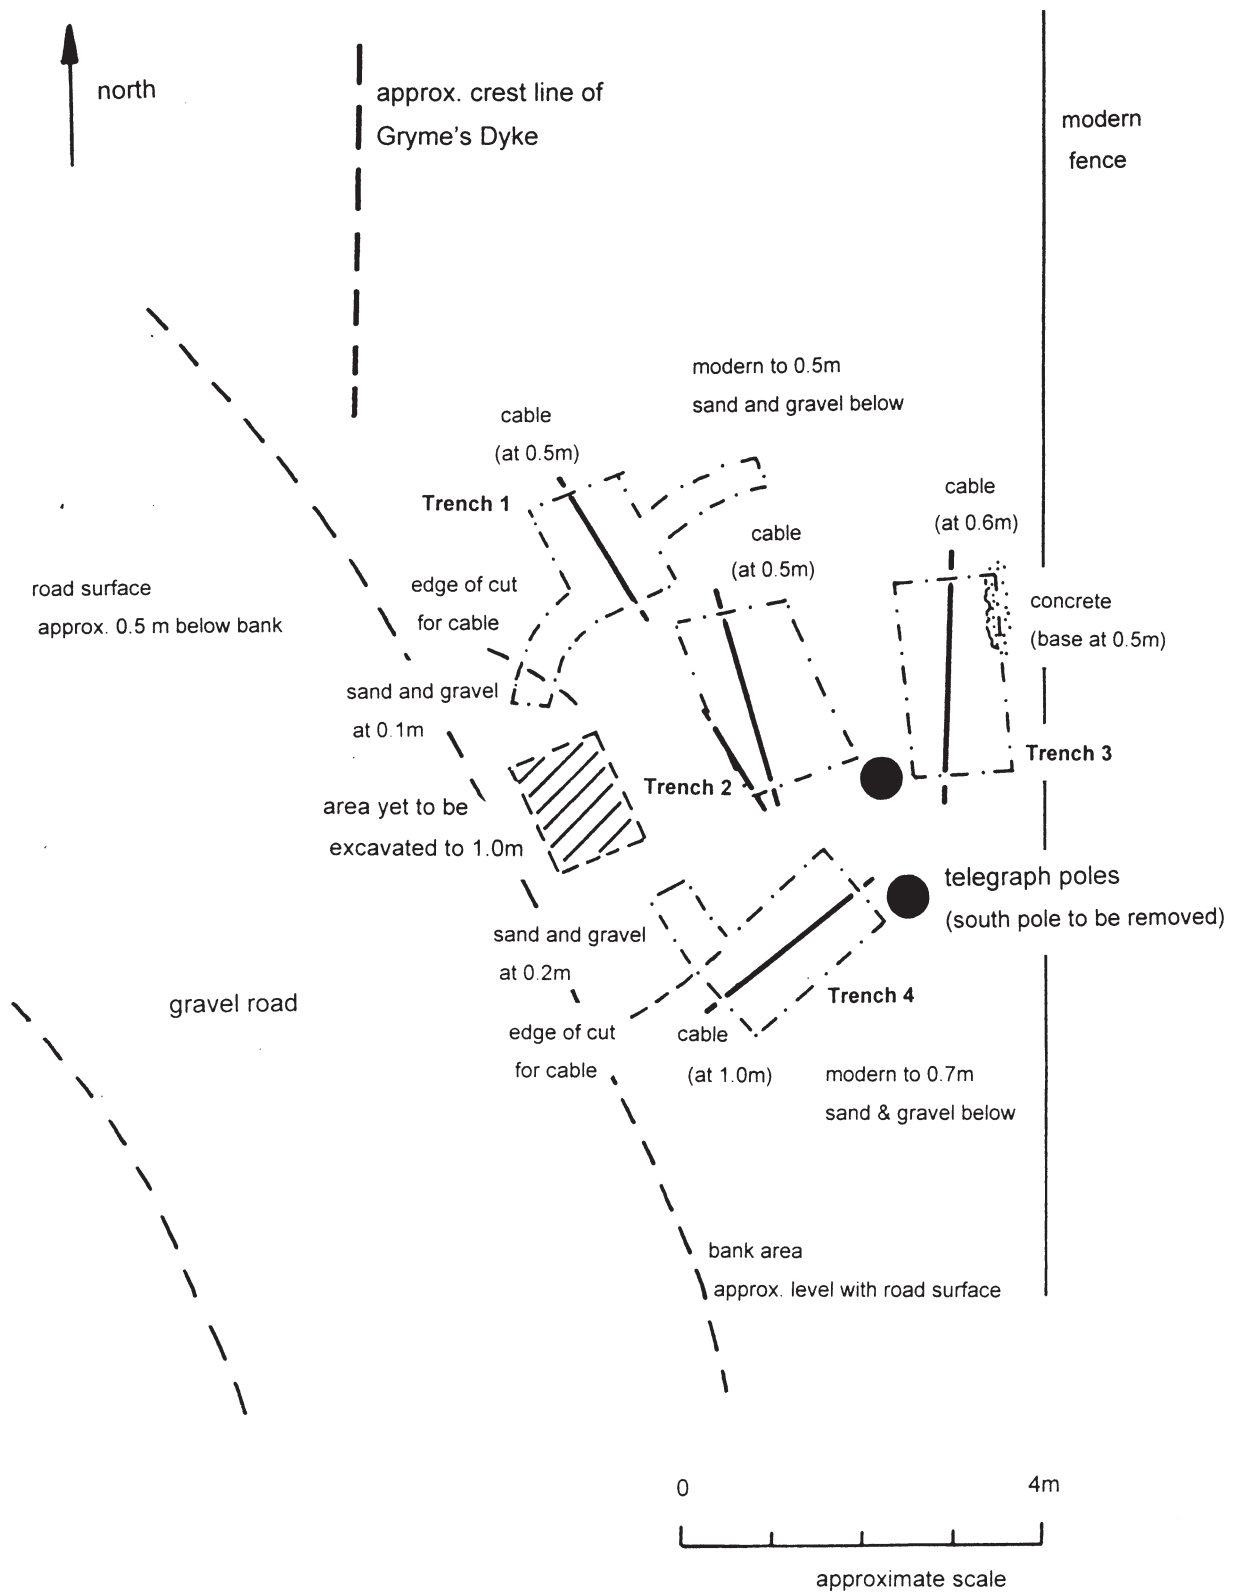 north
approx. crest line of
Gryme's Dyke
modern
fence
modern to 0.5m
sand and gravel below
cable
(at 0.5m)
Trench 1
cable
(at 0.6m)
cable
(at 0.5m)
edge of cut
for cable
road surface
approx. 0.5 m below bank
concrete
(base at 0.5m)
sand and gravel
at 0.1m
Trench 3
Trench 2
area yet to be
excavated to 1.0m
telegraph poles
(south pole to be removed)
sand and gravel
at 0.2m
Trench 4
gravel road
edge of cut
for cable
cable
(at 1.0m)
modern to 0.7m
sand & gravel below
bank area
approx. level with road surface
0
4m
approximate scale